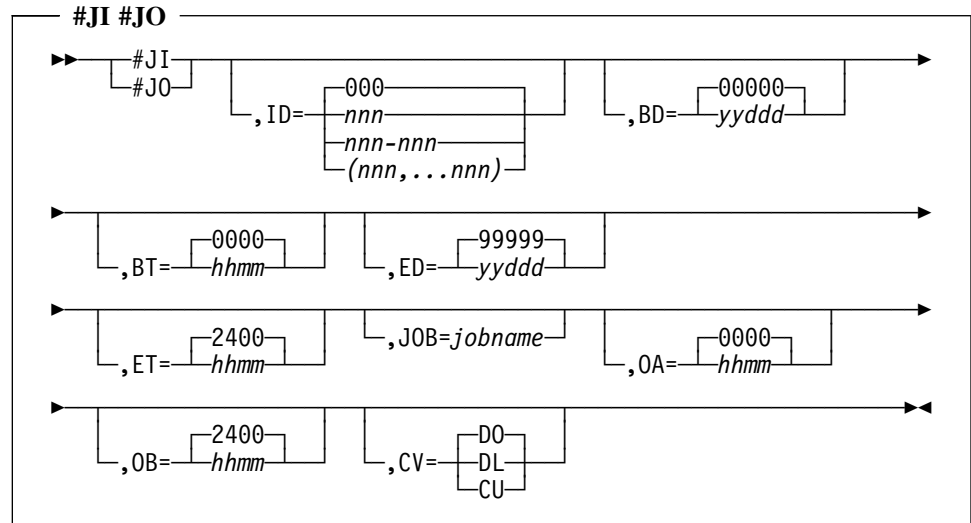 #JI #JO
#JI
#JO
,ID=
000
nnn
nnn-nnn
(nnn,...nnn)
,BD=
00000
yyddd
,BT=
0000
hhmm
,ED=
99999
yyddd
,ET=
2400
hhmm
,JOB=jobname
,OA=
0000
hhmm
,OB=
2400
hhmm
,CV=
DO
DL
CU